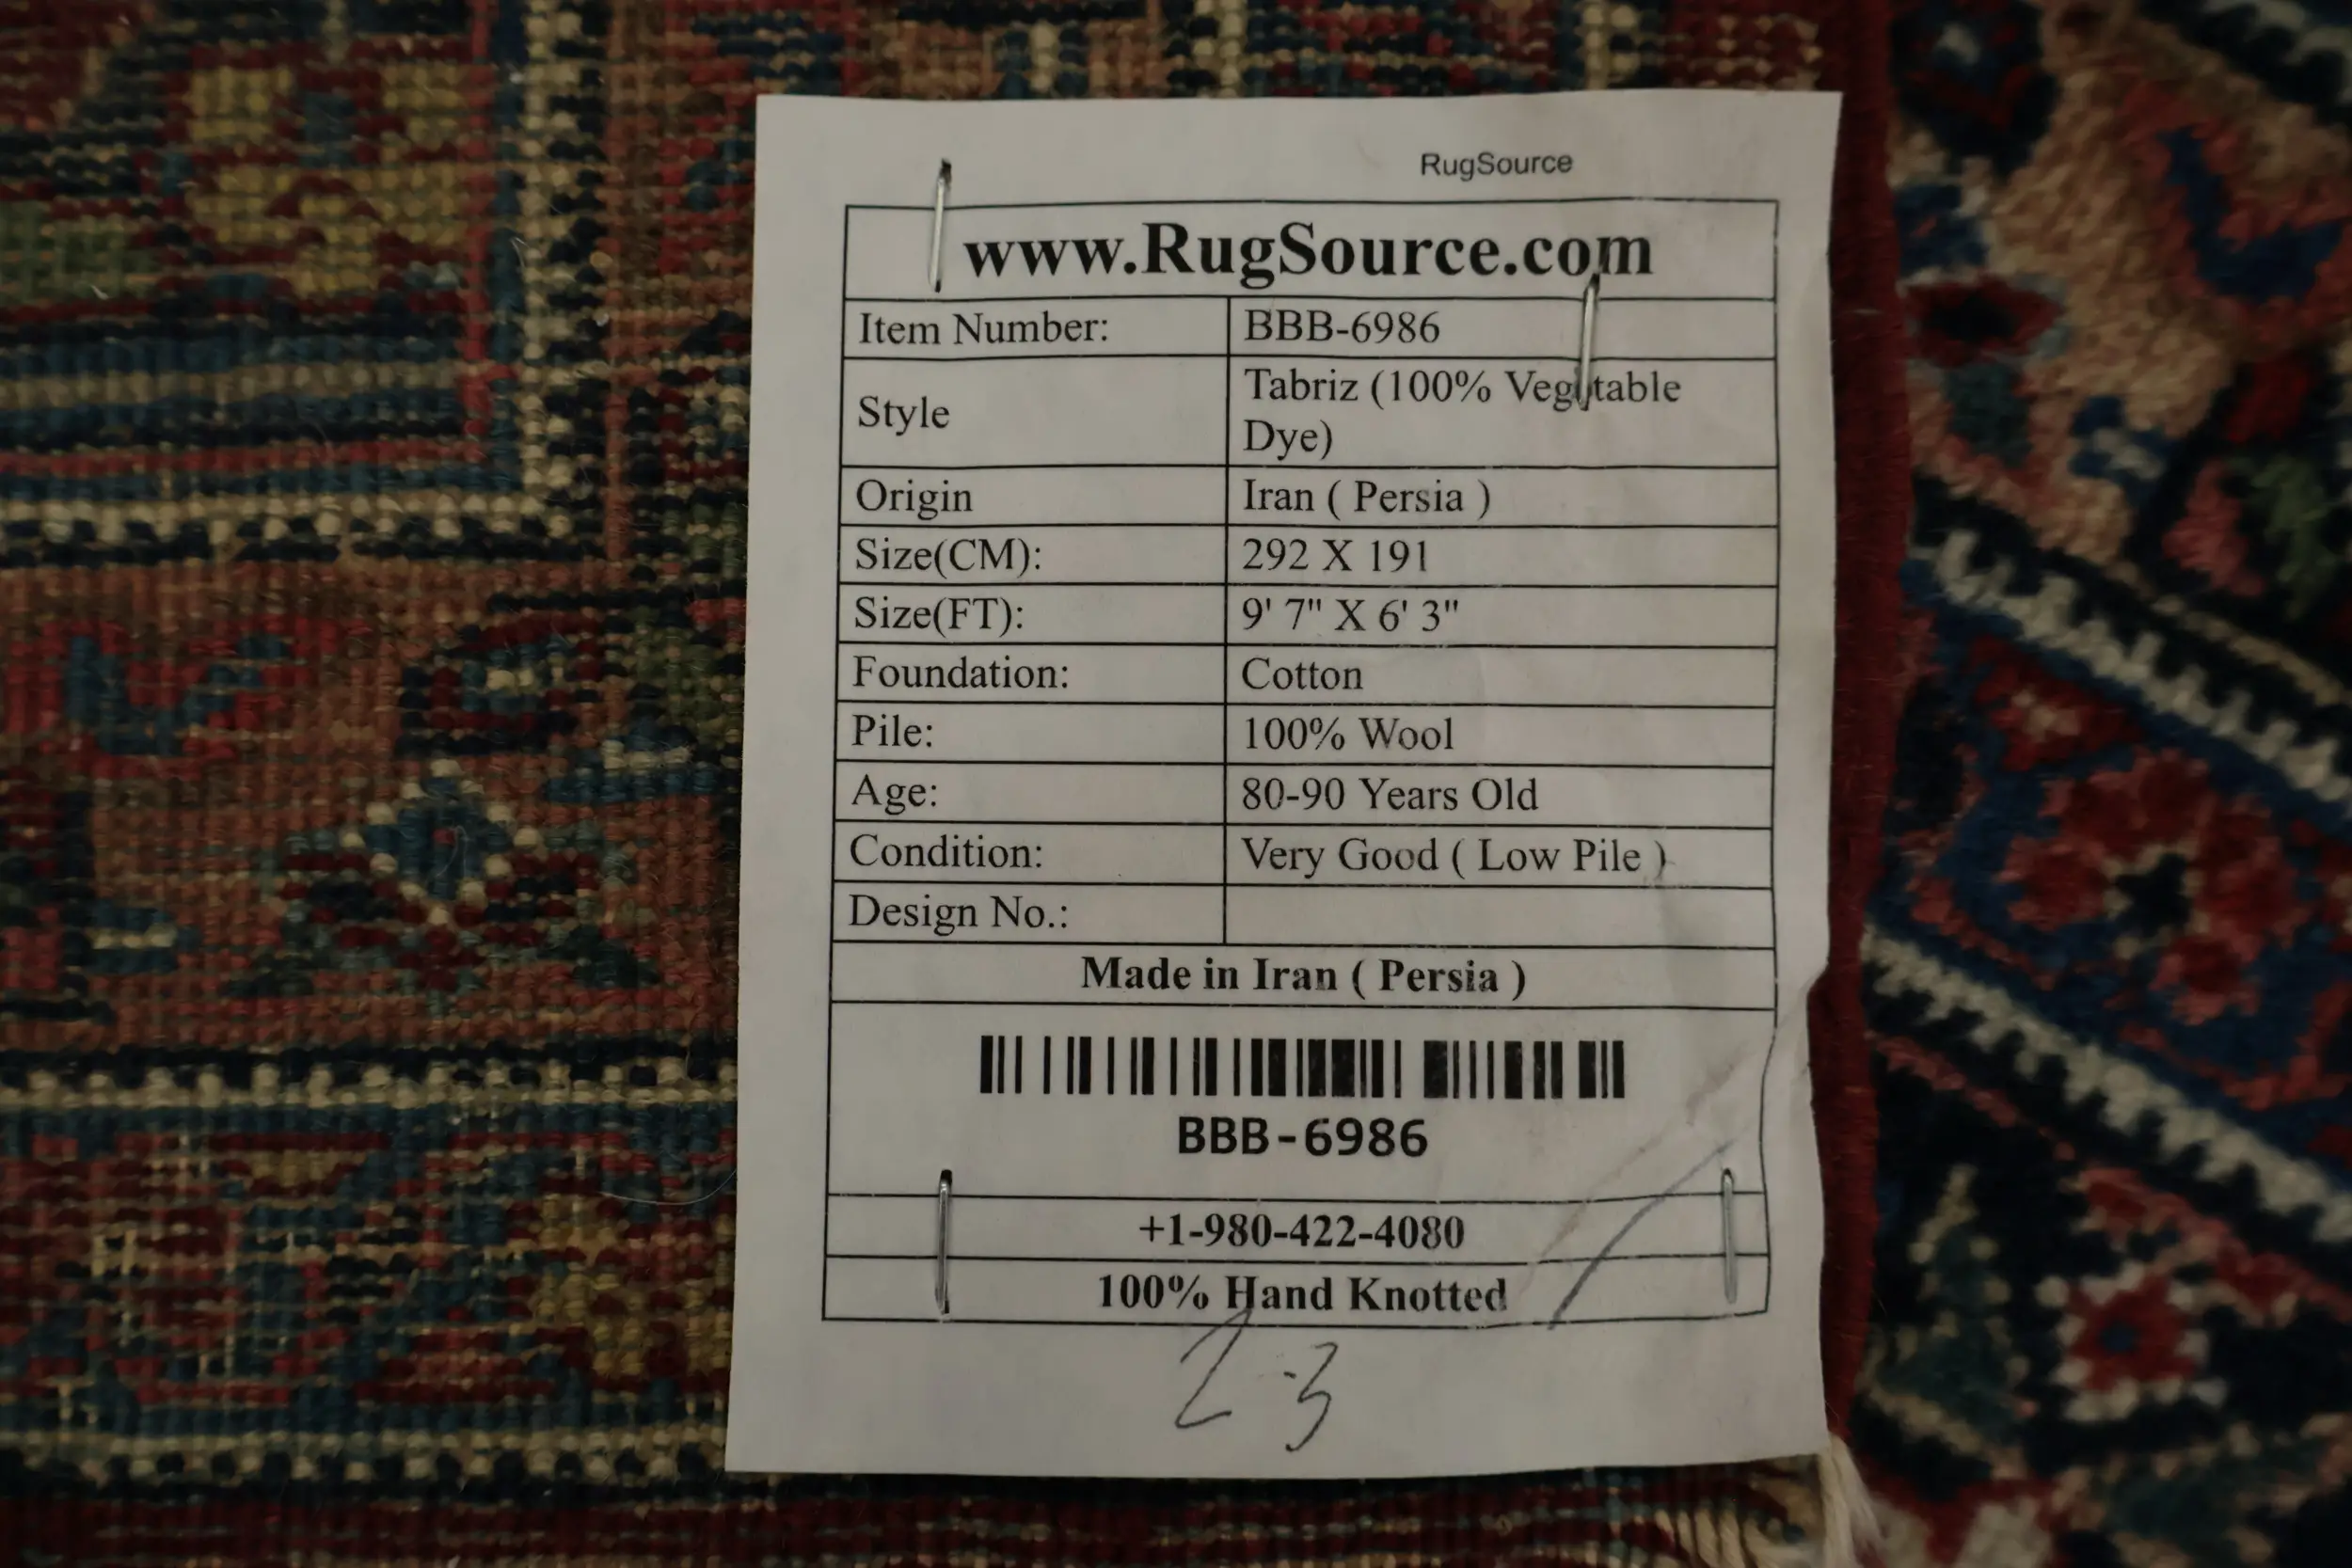 RugSource
www.RugSource.com
Item Number: BBB-6986
Style Tabriz (100% Vegetable
Dye)
Origin Iran ( Persia )
Size(CM): 292 X 191
Size(FT): 9' 7" X 6' 3"
Foundation: Cotton
Pile: 100% Wool
Age: 80-90 Years Old
Condition: Very Good ( Low Pile )
Design No.:
Made in Iran ( Persia )
BBB-6986
+1-980-422-4080
100% Hand Knotted
2-3